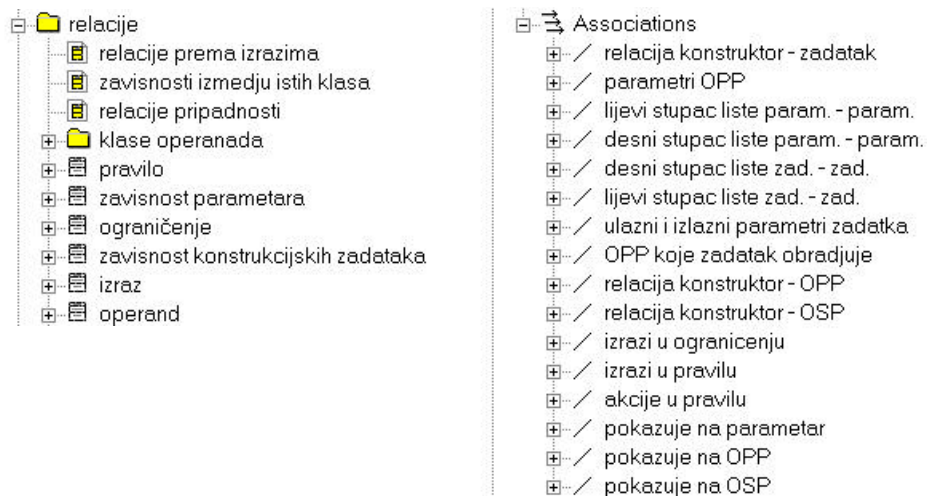 relacije
relacije prema izrazima
zavisnosti izmedju istih klasa
relacije pripadnosti
klase operanada
pravilo
zavisnost parametara
ograničenje
zavisnost konstrukcijskih zadataka
izraz
operand
Associations
relacija konstruktor - zadatak
parametri OPP
lijevi stupac liste param. - param.
desni stupac liste param. - param.
desni stupac liste zad. - zad.
lijevi stupac liste zad. - zad.
ulazni i izlazni parametri zadatka
OPP koje zadatak obradjuje
relacija konstruktor - OPP
relacija konstruktor - OSP
izrazi u ogranicenju
izrazi u pravilu
akcije u pravilu
pokazuje na parametar
pokazuje na OPP
pokazuje na OSP